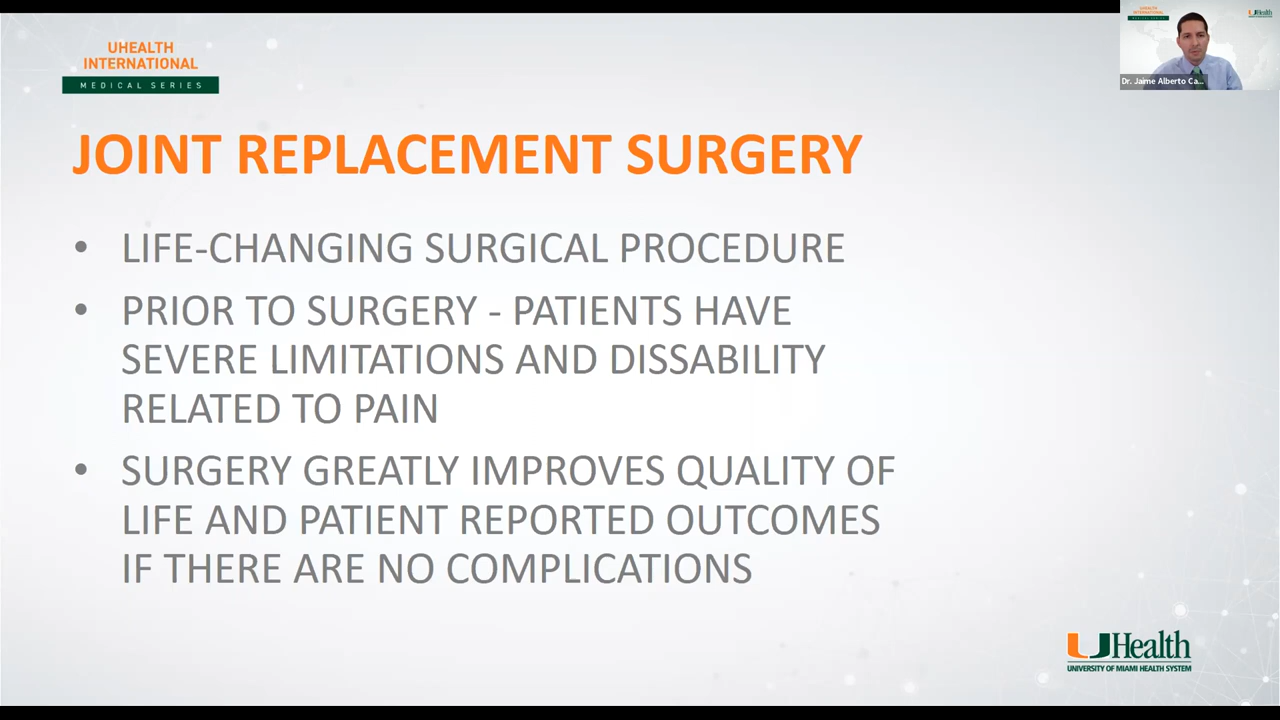 UHEALTH
INTERNATIONAL
MEDICAL SERIES
Dr. Jaime Alberto Ca...
JOINT REPLACEMENT SURGERY
• LIFE-CHANGING SURGICAL PROCEDURE
• PRIOR TO SURGERY - PATIENTS HAVE
SEVERE LIMITATIONS AND DISSABILITY
RELATED TO PAIN
• SURGERY GREATLY IMPROVES QUALITY OF
LIFE AND PATIENT REPORTED OUTCOMES
IF THERE ARE NO COMPLICATIONS
UHealth
UNIVERSITY OF MIAMI HEALTH SYSTEM